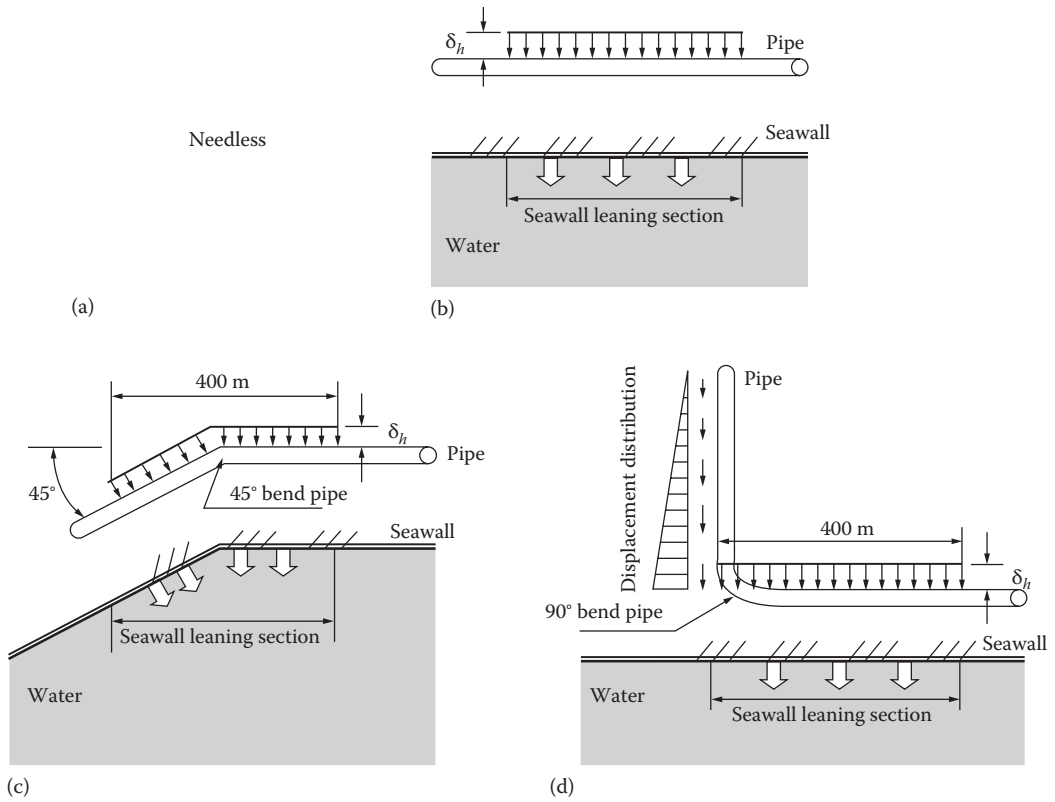 Needless
(a)
δh
Pipe
Seawall
Seawall leaning section
Water
(b)
400 m
δh
Pipe
45°
45° bend pipe
Seawall
Seawall leaning section
Water
(c)
Displacement distribution
Pipe
400 m
δh
90° bend pipe
Seawall
Water
Seawall leaning section
(d)